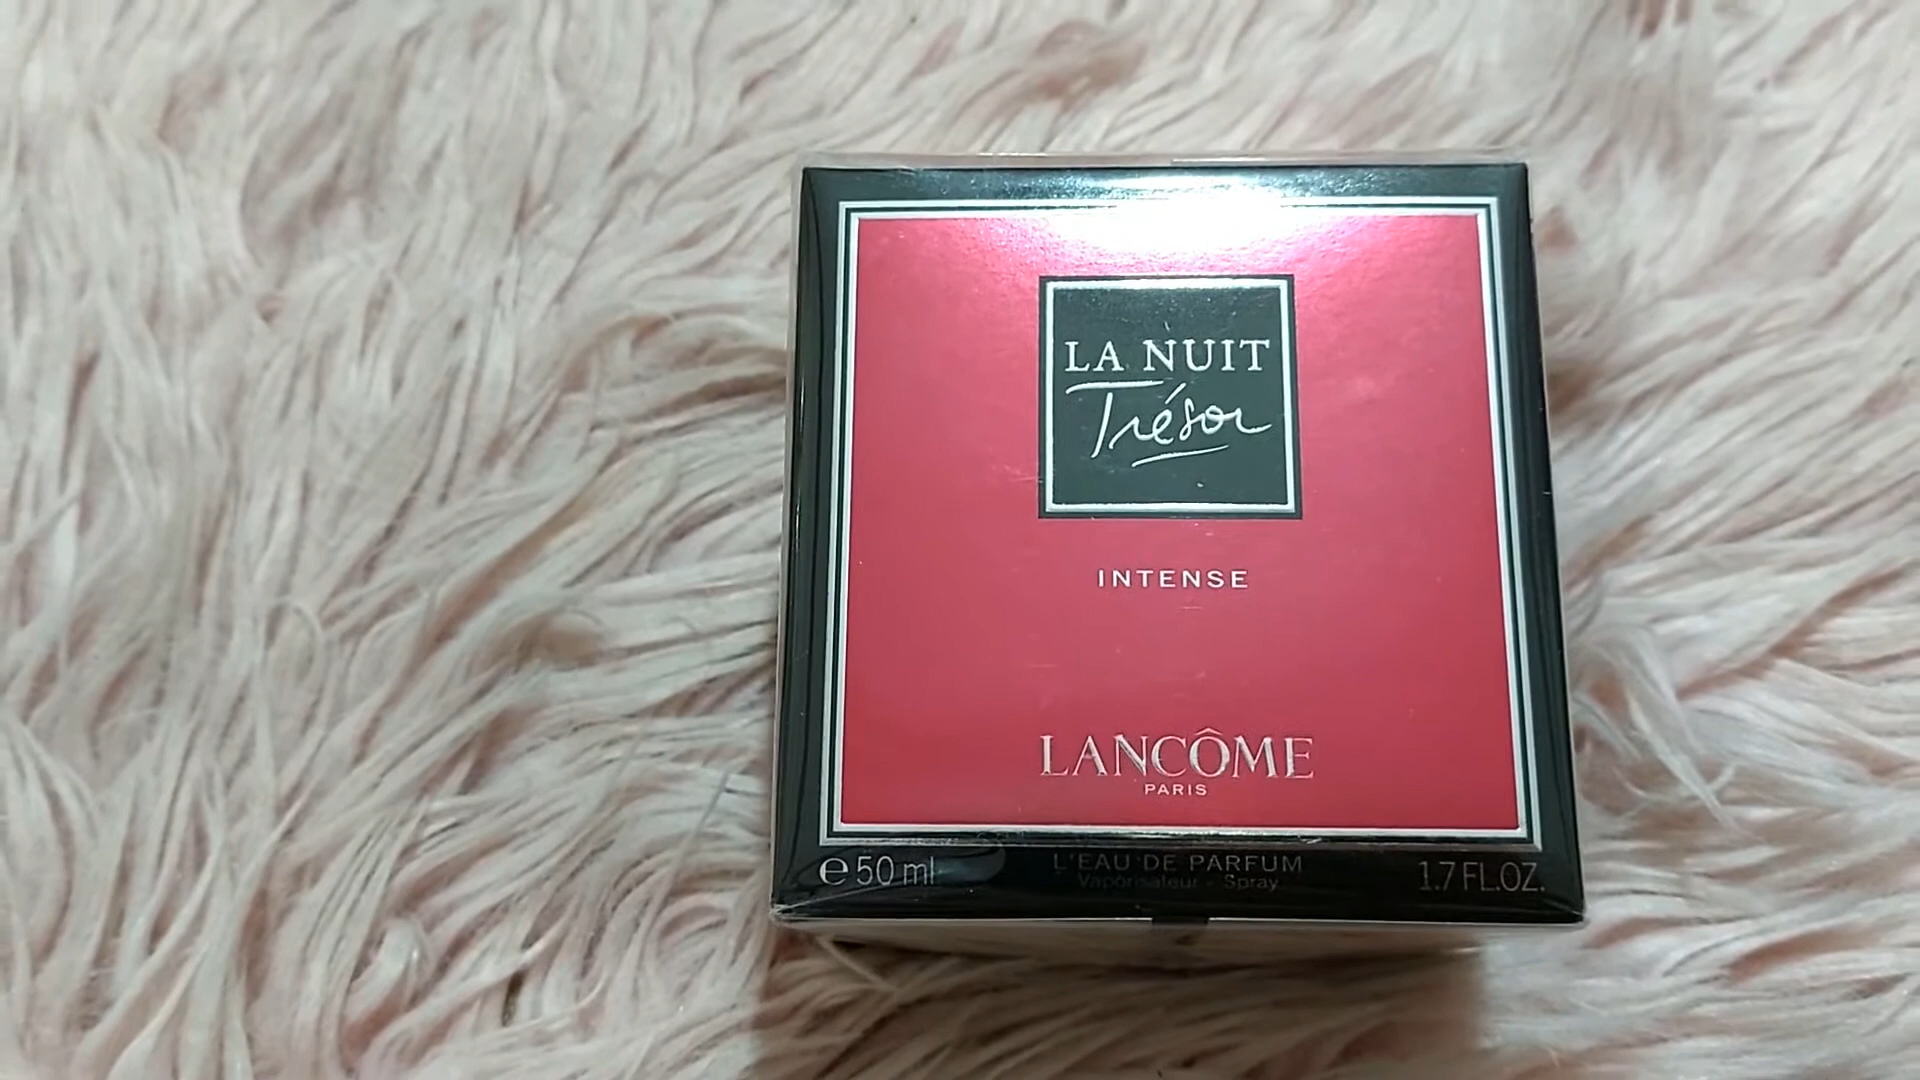 LA NUIT
Trésor
INTENSE
LANCÔME
PARIS
℮50 ml
L'EAU DE PARFUM
Vaporisateur - Spray
1.7 FL.OZ.